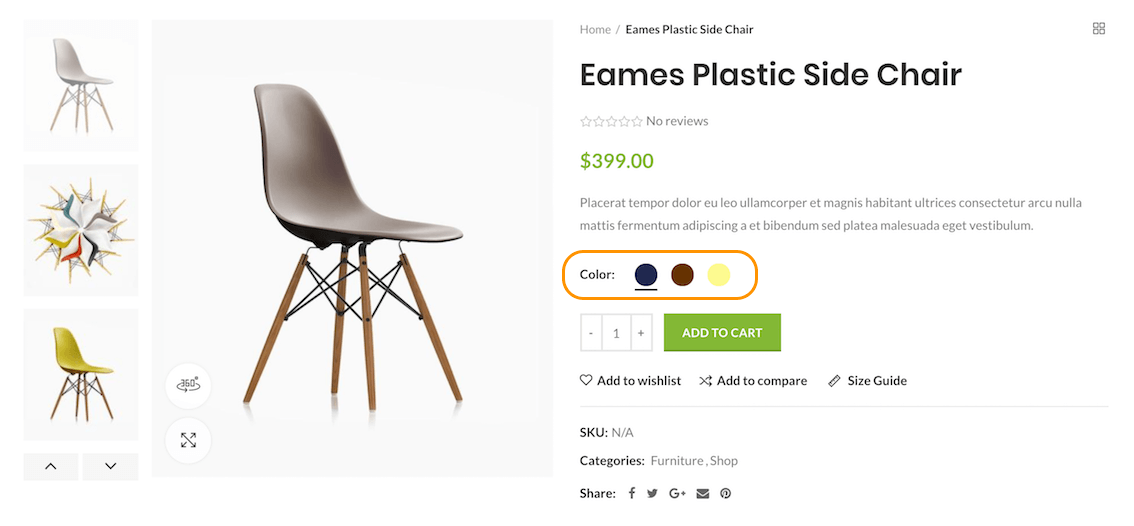 Home / Eames Plastic Side Chair
Eames Plastic Side Chair
No reviews
$399.00
Placerat tempor dolor eu leo ullamcorper et magnis habitant ultrices consectetur arcu nulla
mattis fermentum adipiscing a et bibendum sed platea malesuada eget vestibulum.
Color:
- 1 + ADD TO CART
360°
Add to wishlist Add to compare Size Guide
SKU: N/A
Categories: Furniture , Shop
Share: